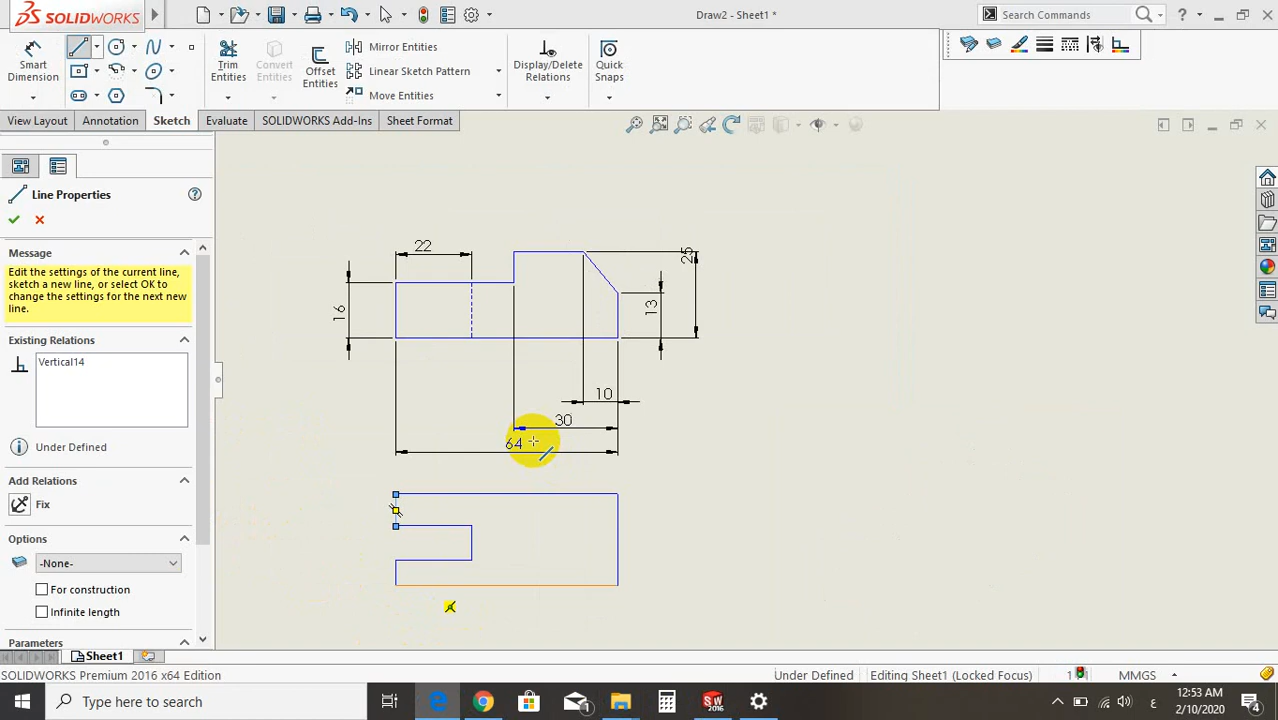 SOLIDWORKS
Draw2 - Sheet1 *
Search Commands
Smart Dimension
Trim Entities
Convert Entities
Offset Entities
Mirror Entities
Linear Sketch Pattern
Move Entities
Display/Delete Relations
Quick Snaps
View Layout
Annotation
Sketch
Evaluate
SOLIDWORKS Add-Ins
Sheet Format
Line Properties
Message
Edit the settings of the current line,
sketch a new line, or select OK to
change the settings for the next new
line.
Existing Relations
Vertical14
Under Defined
Add Relations
Fix
Options
-None-
For construction
Infinite length
Parameters
22
25
16
13
10
30
64
Sheet1
SOLIDWORKS Premium 2016 x64 Edition
Under Defined
Editing Sheet1 (Locked Focus)
1
MMGS
Type here to search
1
SW
2016
ع
12:53 AM
2/10/2020
4